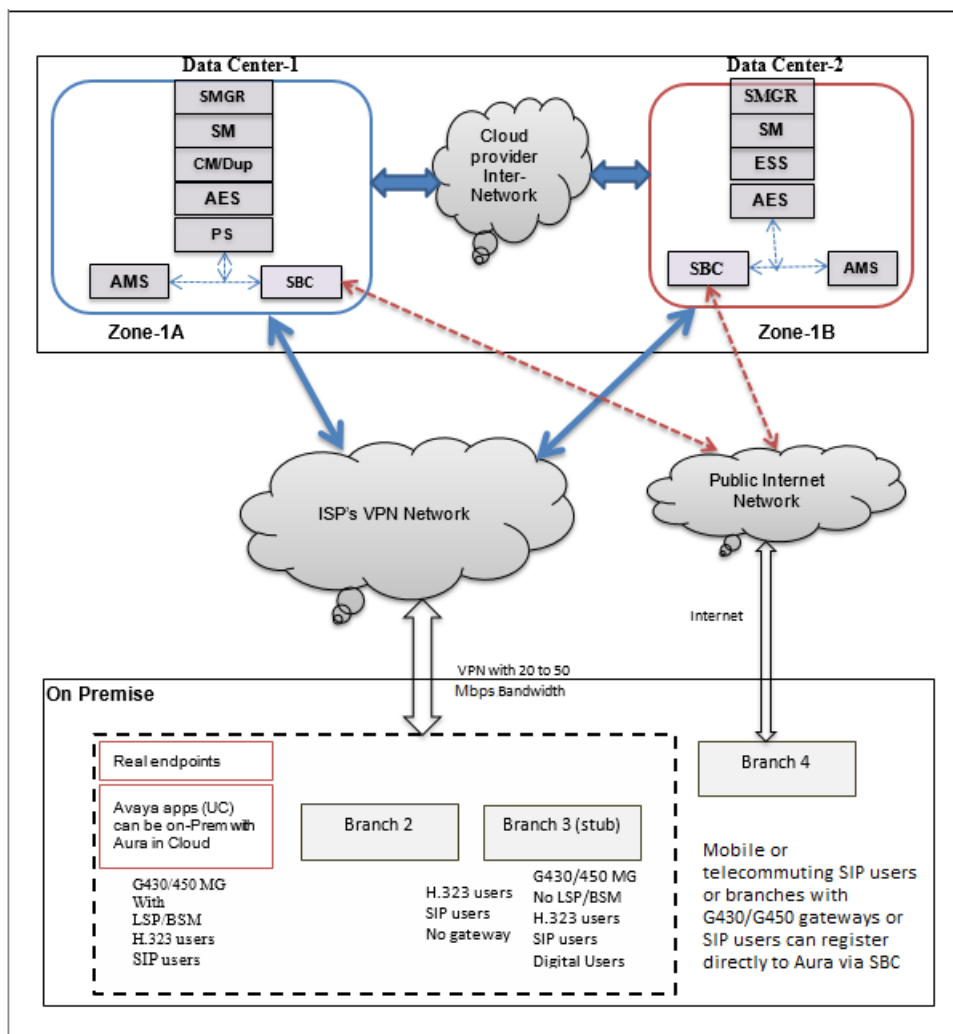 Data Center-1
SMGR
SM
CM/Dup
AES
PS
AMS
SBC
Zone-1A
Cloud
provider
Inter-
Network
Data Center-2
SMGR
SM
ESS
AES
SBC
AMS
Zone-1B
ISP's VPN Network
Public Internet
Network
Internet
VPN with 20 to 50
Mbps Bandwidth
On Premise
Real endpoints
Avaya apps (UC)
can be on-Prem with
Aura in Cloud
G430/450 MG
With
LSP/BSM
H.323 users
SIP users
Branch 2
H.323 users
SIP users
No gateway
Branch 3 (stub)
G430/450 MG
No LSP/BSM
H.323 users
SIP users
Digital Users
Branch 4
Mobile or
telecommuting SIP users
or branches with
G430/G450 gateways or
SIP users can register
directly to Aura via SBC